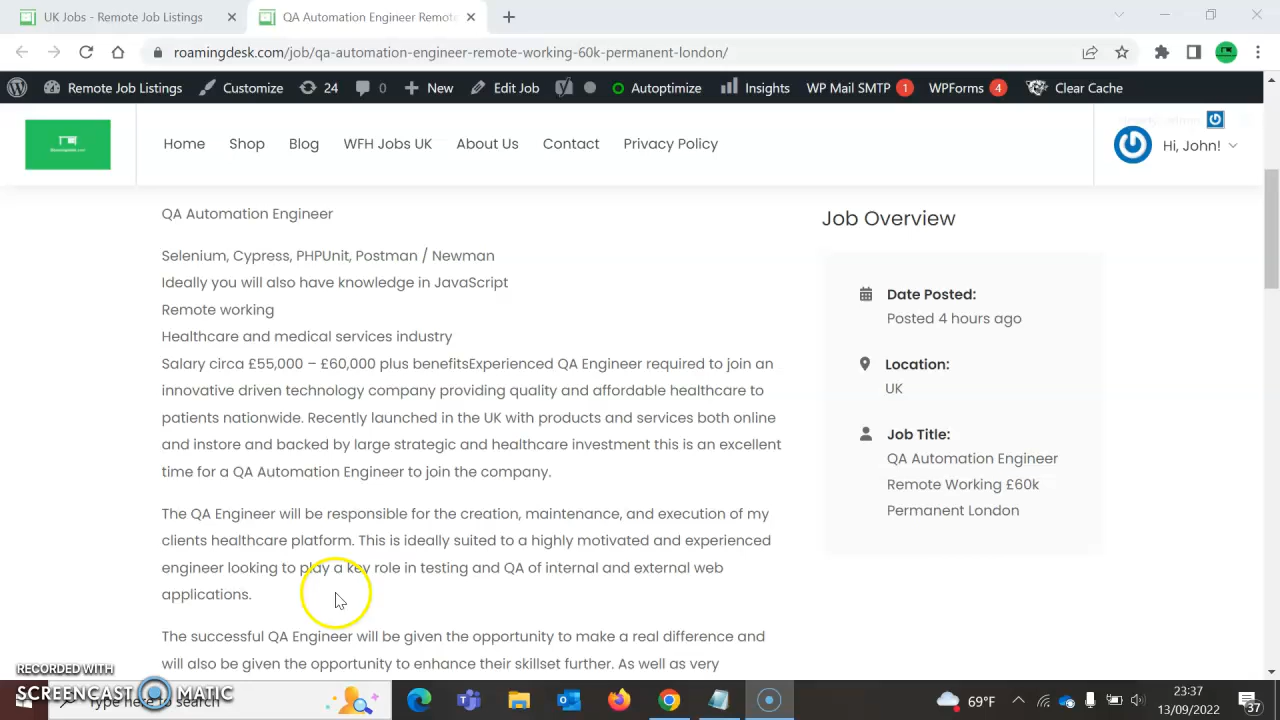 UK Jobs - Remote Job Listings
QA Automation Engineer Remote
roamingdesk.com/job/qa-automation-engineer-remote-working-60k-permanent-london/
Remote Job Listings Customize 24 0 New Edit Job Autoptimize Insights WP Mail SMTP 1 WPForms 4 Clear Cache
Home Shop Blog WFH Jobs UK About Us Contact Privacy Policy
Hi, John!
QA Automation Engineer
Selenium, Cypress, PHPUnit, Postman / Newman
Ideally you will also have knowledge in JavaScript
Remote working
Healthcare and medical services industry
Salary circa £55,000 – £60,000 plus benefitsExperienced QA Engineer required to join an
innovative driven technology company providing quality and affordable healthcare to
patients nationwide. Recently launched in the UK with products and services both online
and instore and backed by large strategic and healthcare investment this is an excellent
time for a QA Automation Engineer to join the company.
The QA Engineer will be responsible for the creation, maintenance, and execution of my
clients healthcare platform. This is ideally suited to a highly motivated and experienced
engineer looking to play a key role in testing and QA of internal and external web
applications.
The successful QA Engineer will be given the opportunity to make a real difference and
will also be given the opportunity to enhance their skillset further. As well as very
Job Overview
Date Posted:
Posted 4 hours ago
Location:
UK
Job Title:
QA Automation Engineer
Remote Working £60k
Permanent London
RECORDED WITH
SCREENCAST MATIC
Type here to search
69°F
23:37
13/09/2022
37